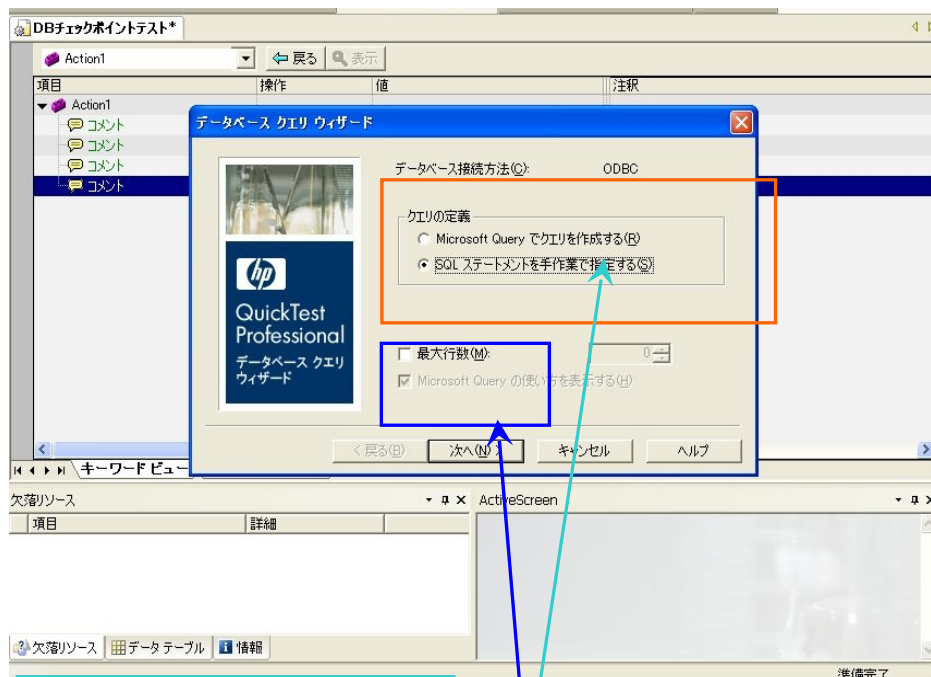 DBチェックポイントテスト*
Action1
戻る
表示
項目 操作 値 注釈
Action1
コメント
コメント
コメント
コメント
データベース クエリ ウィザード
データベース接続方法(C): ODBC
クエリの定義
Microsoft Query でクエリを作成する(R)
SQL ステートメントを手作業で指定する(S)
hp
QuickTest
Professional
データベース クエリ
ウィザード
最大行数(M): 0
Microsoft Query の使い方を表示する(H)
< 戻る(B) 次へ(N) > キャンセル ヘルプ
キーワード ビュー
欠落リソース
ActiveScreen
項目 詳細
欠落リソース データ テーブル 情報
準備完了